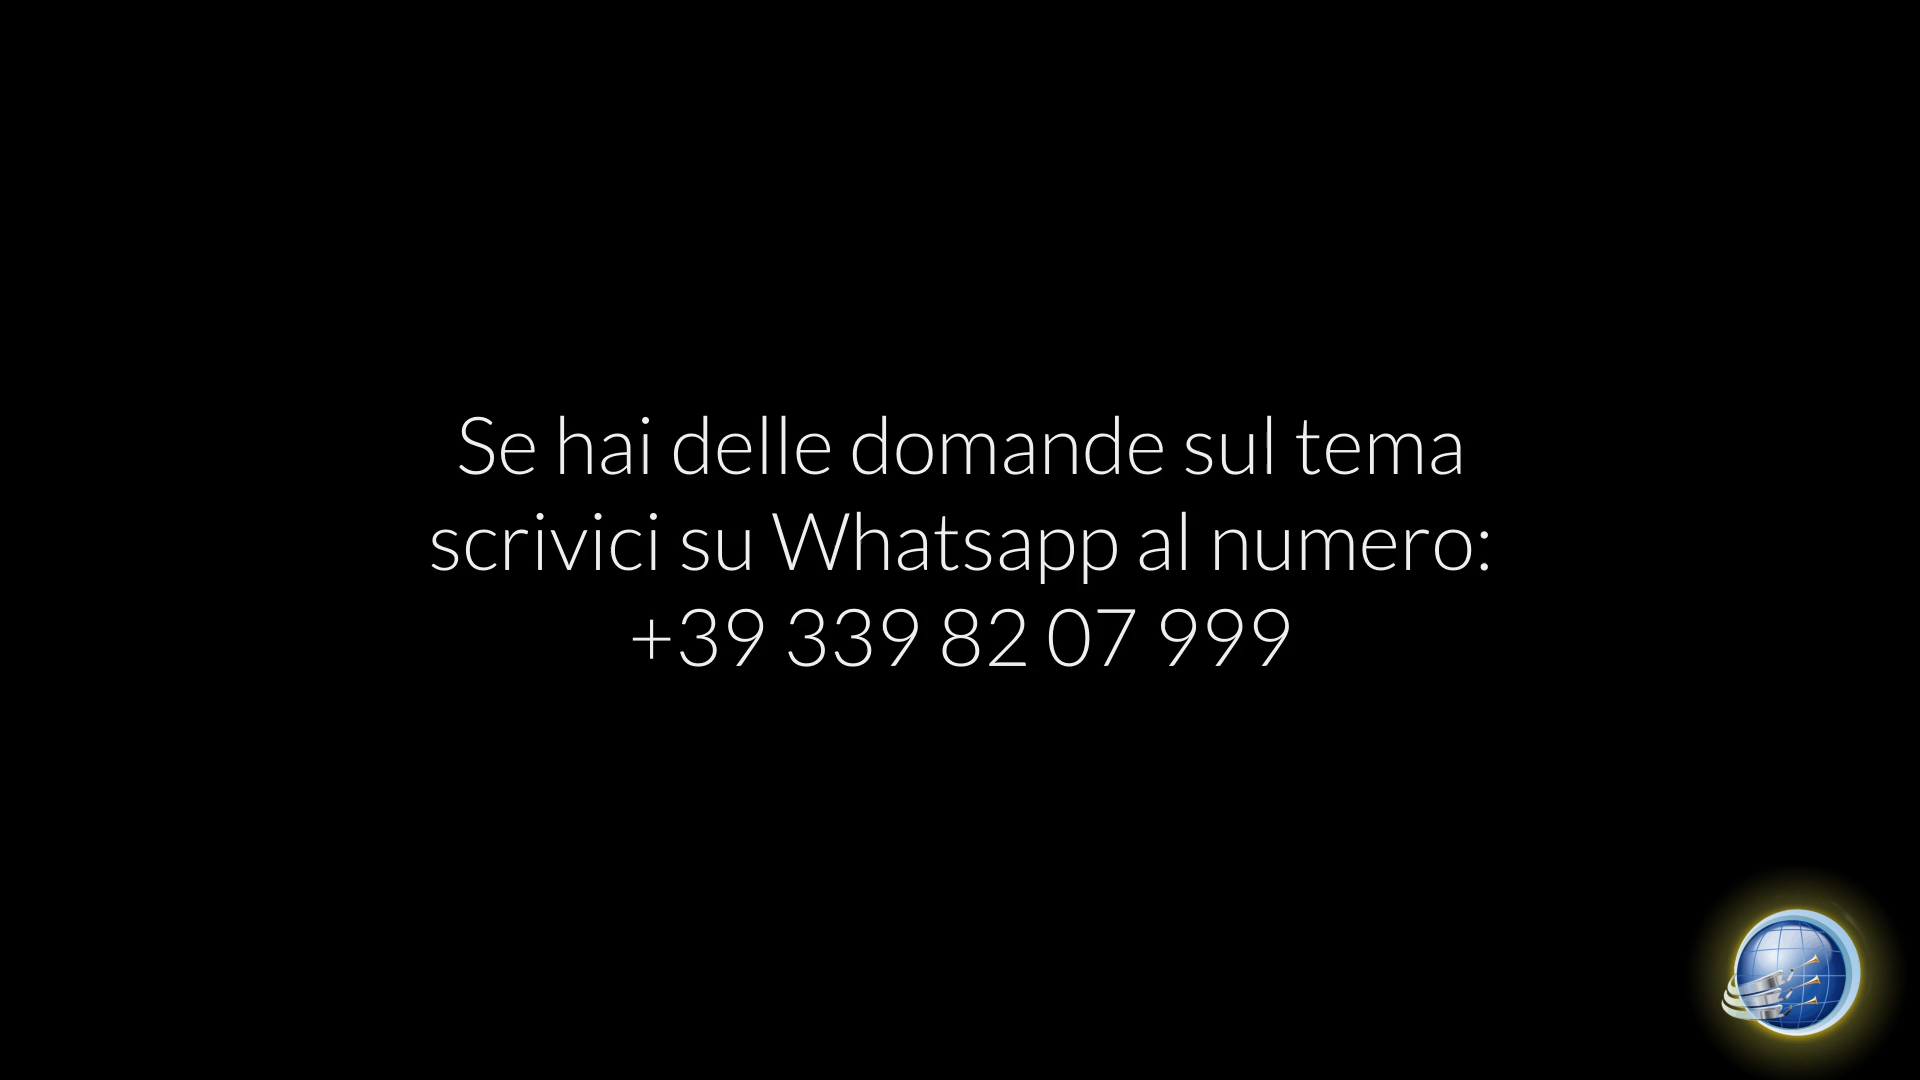 Se hai delle domande sul tema
scrivici su Whatsapp al numero:
+39 339 82 07 999